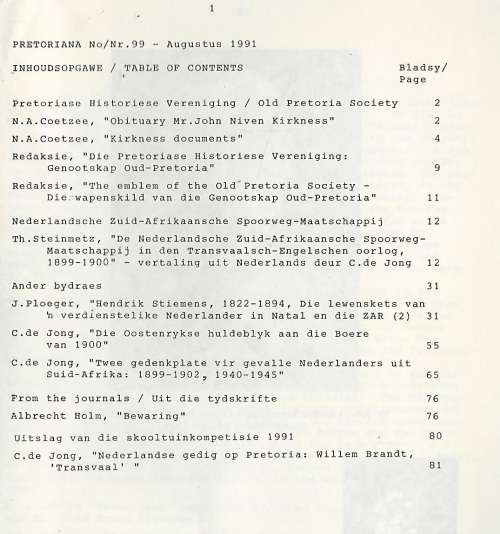 1
PRETORIANA No/Nr.99 - Augustus 1991
INHOUDSOPGAWE / TABLE OF CONTENTS Bladsy/
Page
Pretoriase Historiese Vereniging / Old Pretoria Society 2
N.A.Coetzee, "Obituary Mr.John Niven Kirkness" 2
N.A.Coetzee, "Kirkness documents" 4
Redaksie, "Die Pretoriase Historiese Vereniging:
Genootskap Oud-Pretoria" 9
Redaksie, "The emblem of the Old Pretoria Society -
Die wapenskild van die Genootskap Oud-Pretoria" 11
Nederlandsche Zuid-Afrikaansche Spoorweg-Maatschappij 12
Th.Steinmetz, "De Nederlandsche Zuid-Afrikaansche Spoorweg-
Maatschappij in den Transvaalsch-Engelschen oorlog,
1899-1900" - vertaling uit Nederlands deur C.de Jong 12
Ander bydraes 31
J.Ploeger, "Hendrik Stiemens, 1822-1894, Die lewenskets van
'n verdienstelike Nederlander in Natal en die ZAR (2) 31
C.de Jong, "Die Oostenrykse huldeblyk aan die Boere
van 1900" 55
C.de Jong, "Twee gedenkplate vir gevalle Nederlanders uit
Suid-Afrika: 1899-1902, 1940-1945" 65
From the journals / Uit die tydskrifte 76
Albrecht Holm, "Bewaring" 76
Uitslag van die skooltuinkompetisie 1991 80
C.de Jong, "Nederlandse gedig op Pretoria: Willem Brandt,
'Transvaal' " 81